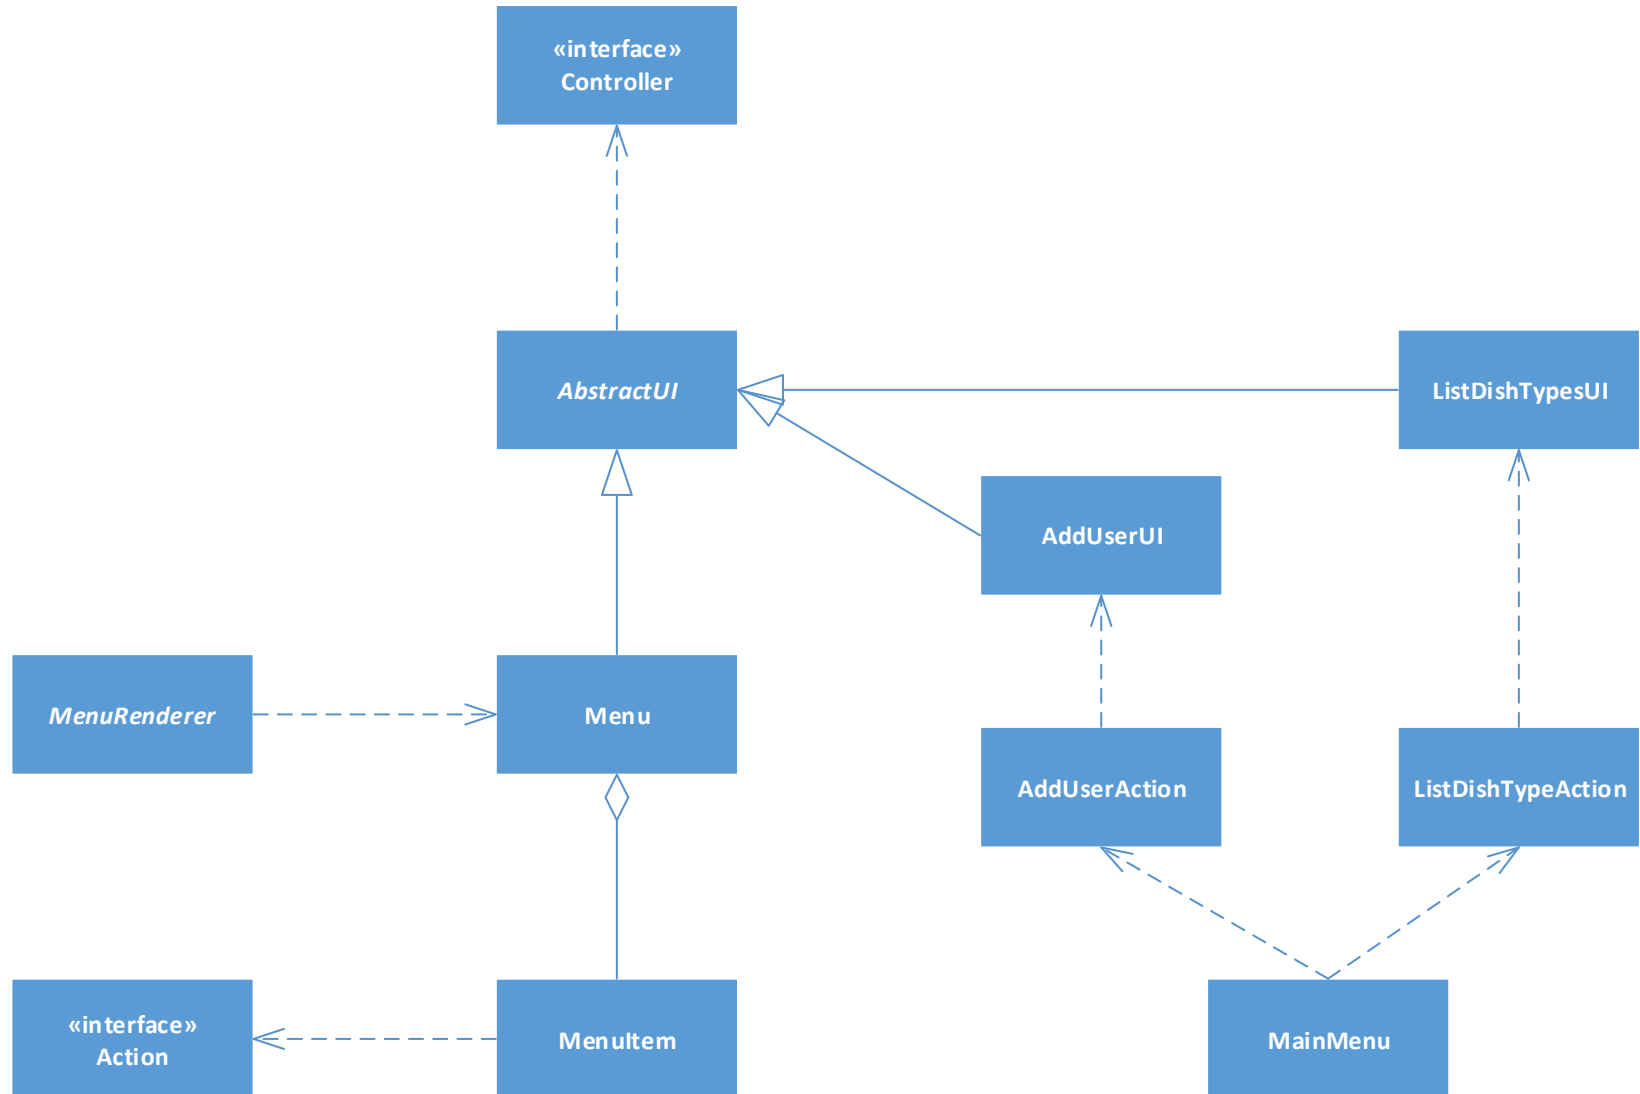 «interface»
Controller
AbstractUI
ListDishTypesUI
AddUserUI
MenuRenderer
Menu
AddUserAction
ListDishTypeAction
«interface»
Action
MenuItem
MainMenu